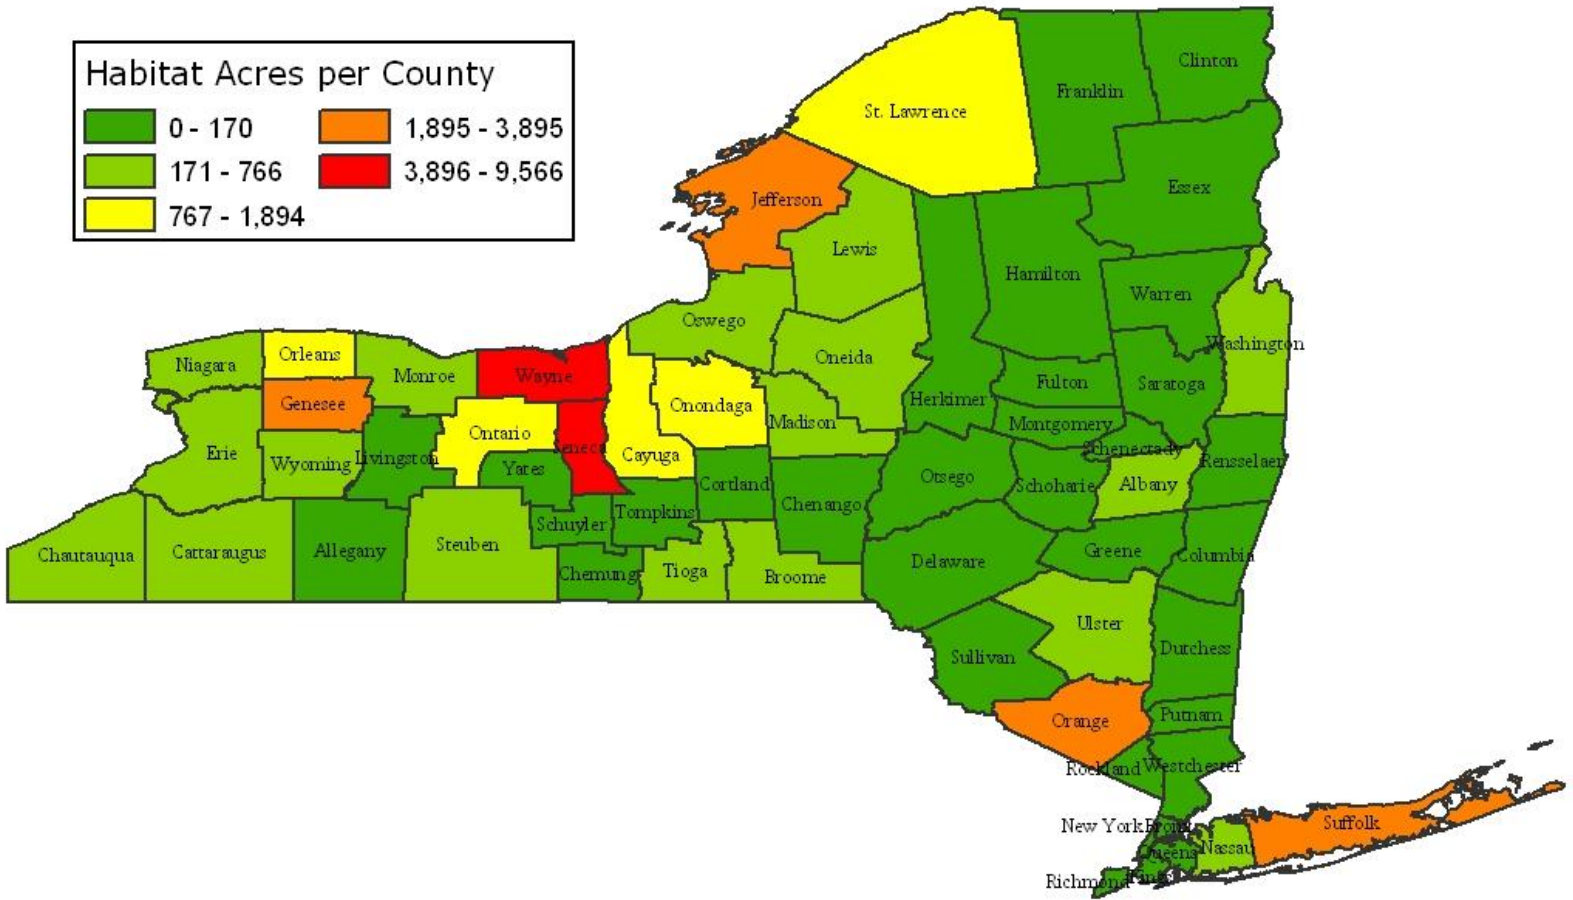 Habitat Acres per County
0 - 170
1,895 - 3,895
171 - 766
3,896 - 9,566
767 - 1,894
Clinton
Franklin
St. Lawrence
Essex
Jefferson
Lewis
Hamilton
Warren
Oswego
Washington
Orleans
Oneida
Niagara
Monroe
Wayne
Fulton
Saratoga
Herkimer
Genesee
Onondaga
Madison
Montgomery
Ontario
Schenectady
Erie
Cayuga
Seneca
Livingston
Wyoming
Rensselaer
Yates
Otsego
Cortland
Schoharie
Albany
Chenango
Tompkins
Schuyler
Steuben
Chautauqua
Cattaraugus
Allegany
Greene
Columbia
Delaware
Chemung
Tioga
Broome
Ulster
Dutchess
Sullivan
Putnam
Orange
Rockland
Westchester
Suffolk
New York
Bronx
Nassau
Queens
Kings
Richmond